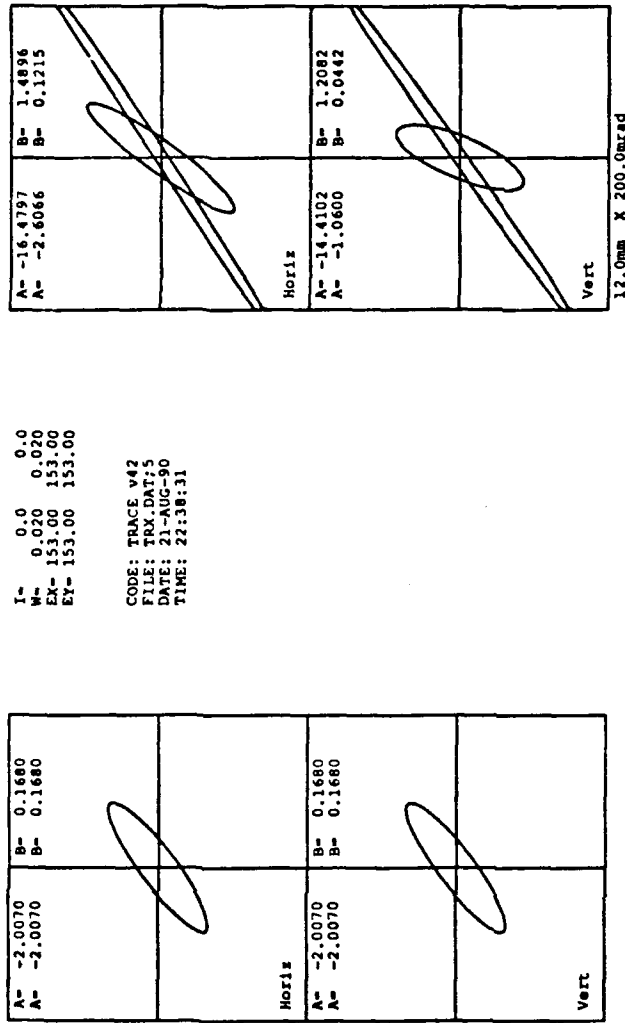 A= -2.0070 B= 0.1680
A= -2.0070 B= 0.1680
Horiz
A= -2.0070 B= 0.1680
A= -2.0070 B= 0.1680
Vert
I= 0.0 0.0
W= 0.020 0.020
EX= 153.00 153.00
EY= 153.00 153.00
CODE: TRACE v42
FILE: TRX.DAT;5
DATE: 21-AUG-90
TIME: 22:38:31
A= -16.4797 B= 1.4896
A= -2.6066 B= 0.1215
Horiz
A= -14.4102 B= 1.2082
A= -1.0600 B= 0.0442
Vert
12.0mm X 200.0mrad